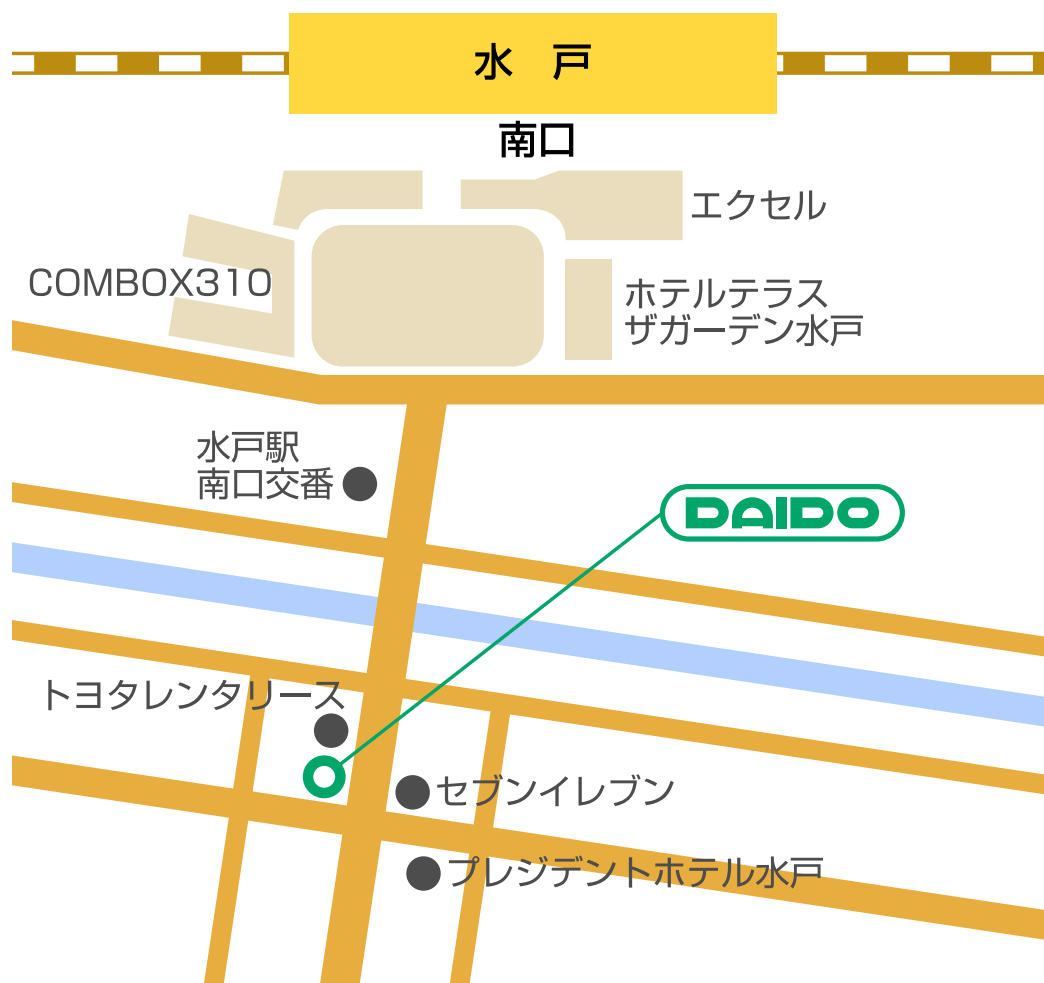 水 戸
南口
エクセル
COMBOX310
ホテルテラス
ザガーデン水戸
水戸駅
南口交番
DAIDO
トヨタレンタリース
セブンイレブン
プレジデントホテル水戸